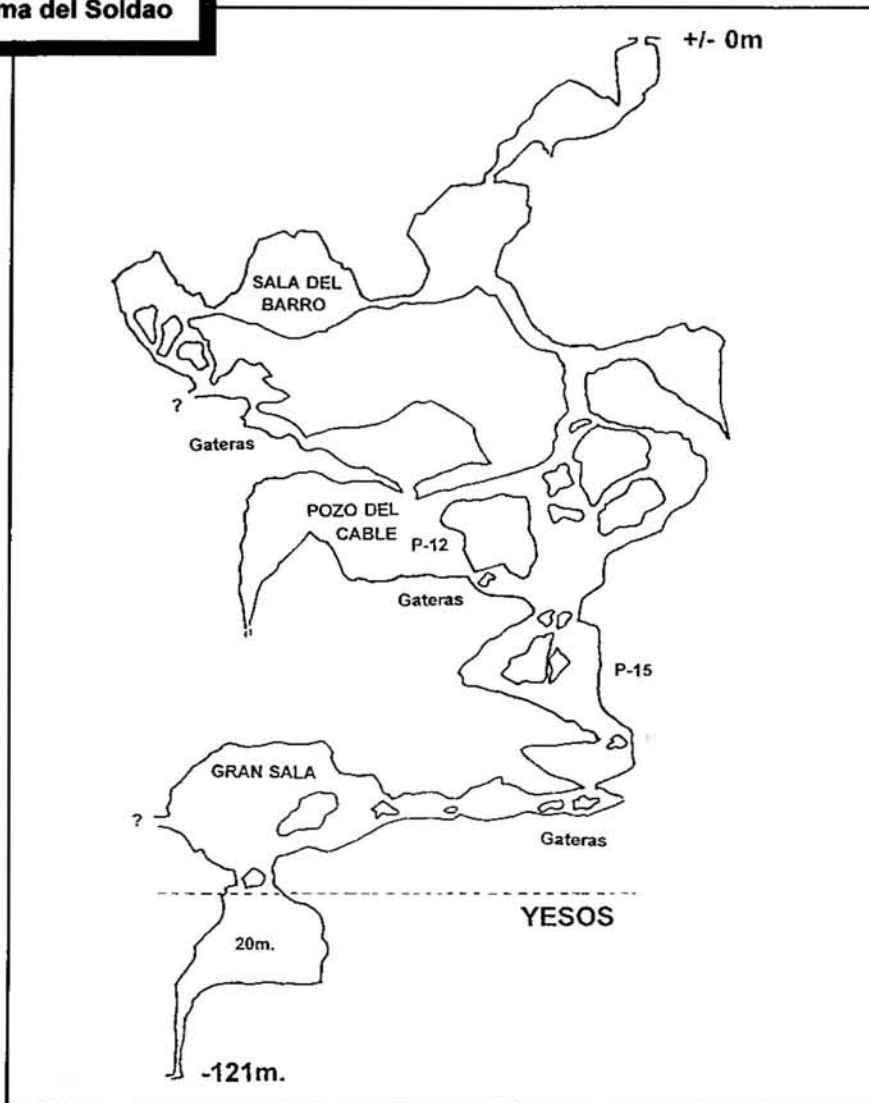 ma del Soldao
+/- 0m
SALA DEL
BARRO
?
Gateras
POZO DEL
CABLE
P-12
Gateras
P-15
GRAN SALA
?
Gateras
YESOS
20m.
-121m.